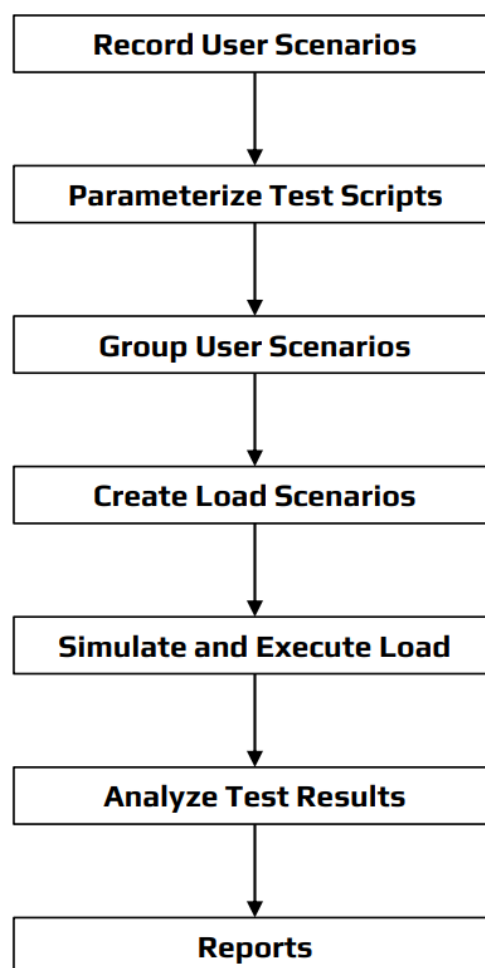 Record User Scenarios
Parameterize Test Scripts
Group User Scenarios
Create Load Scenarios
Simulate and Execute Load
Analyze Test Results
Reports